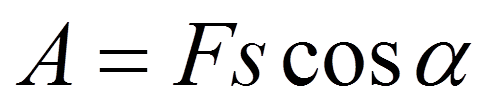 A = Fs cos α